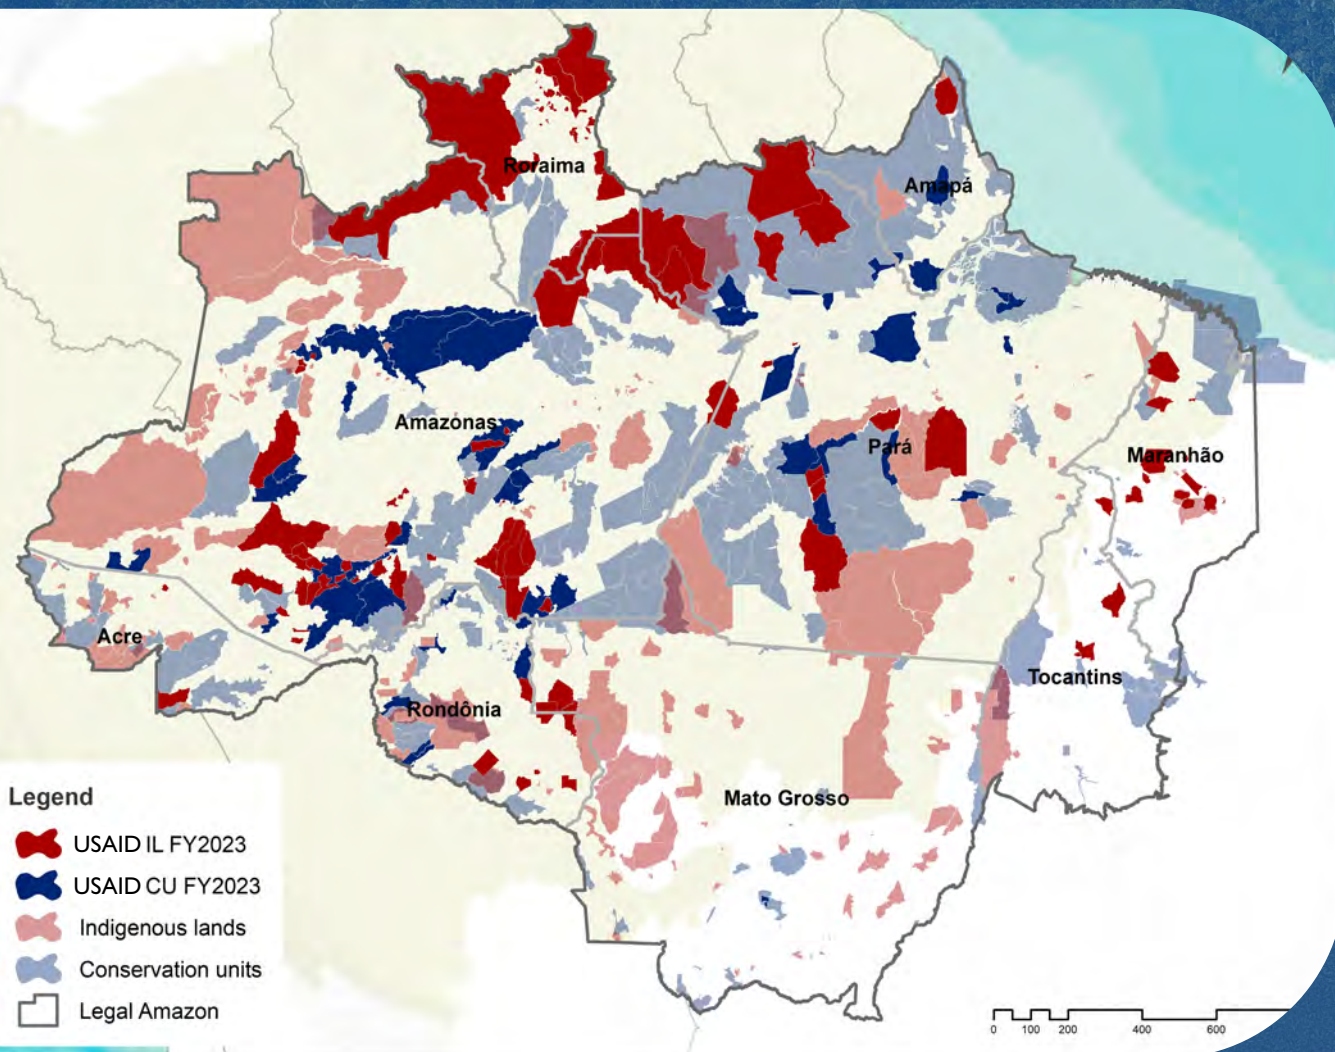 Roraima
Amapá
Amazonas
Pará
Maranhão
Acre
Tocantins
Rondônia
Mato Grosso
Legend
USAID IL FY2023
USAID CU FY2023
Indigenous lands
Conservation units
Legal Amazon
0 100 200 400 600